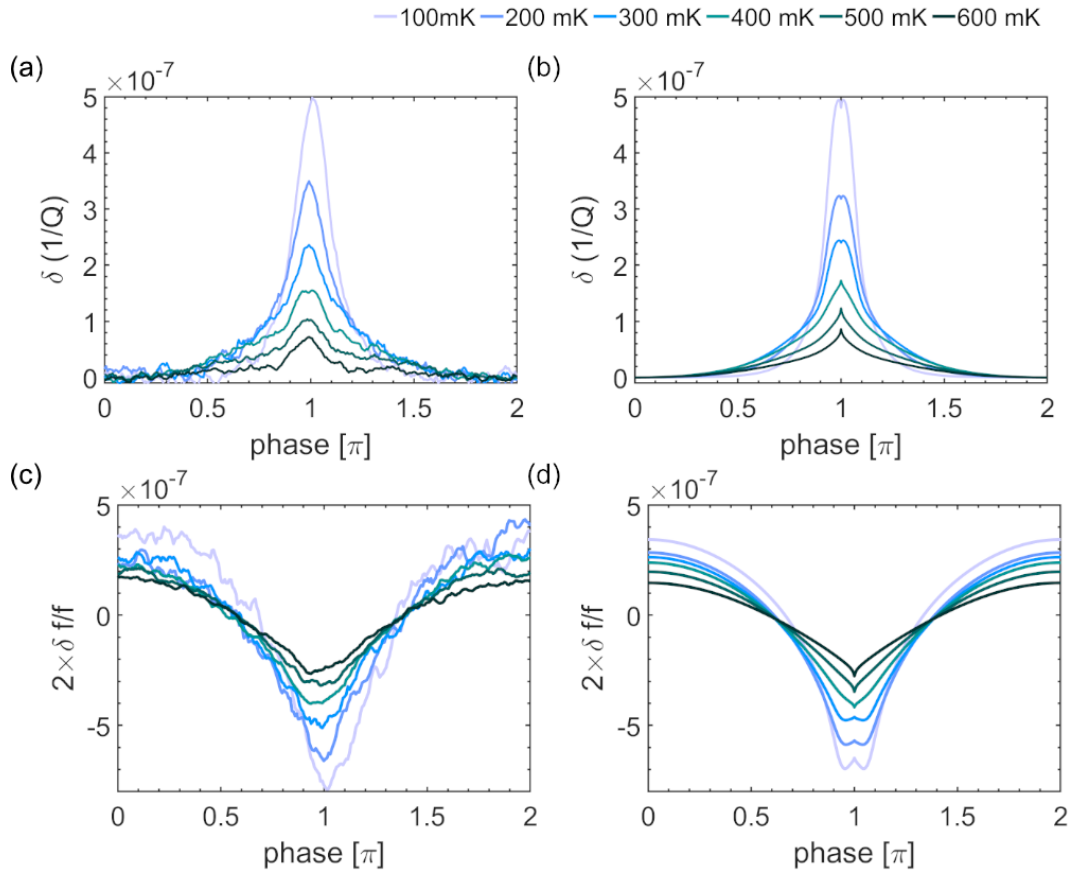 100mK 200 mK 300 mK 400 mK 500 mK 600 mK
(a) (b)
×10-7 ×10-7
5 5
4 4
3 3
δ (1/Q) δ (1/Q)
2 2
1 1
0 0
0 0.5 1 1.5 2 0 0.5 1 1.5 2
phase [π] phase [π]
(c) (d)
×10-7 ×10-7
5 5
0 0
2×δ f/f 2×δ f/f
-5 -5
0 0.5 1 1.5 2 0 0.5 1 1.5 2
phase [π] phase [π]